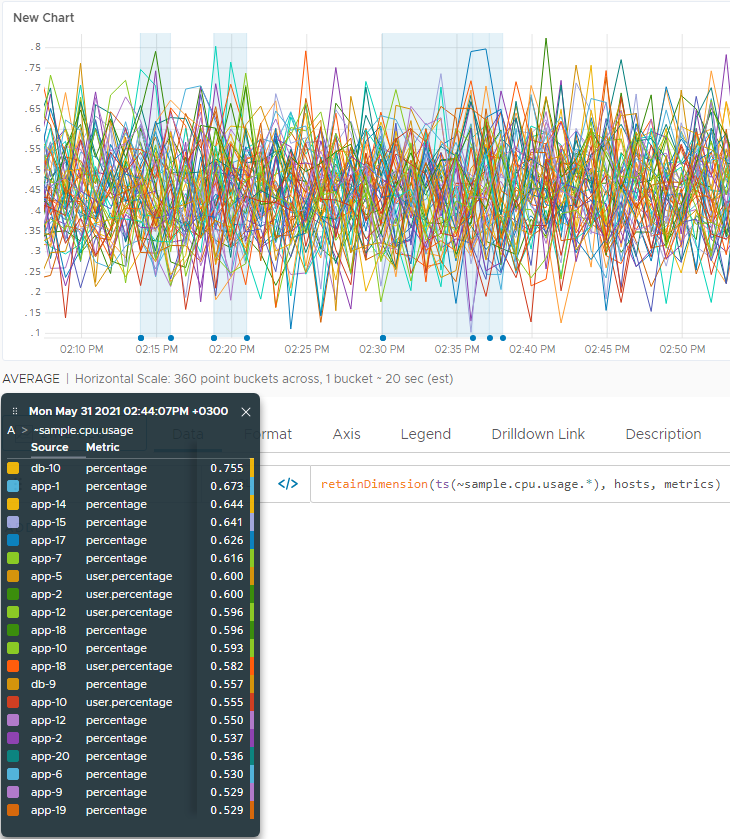 New Chart
.8
.75
.7
.65
.6
.55
.5
.45
.4
.35
.3
.25
.2
.15
.1
02:10 PM 02:15 PM 02:20 PM 02:25 PM 02:30 PM 02:35 PM 02:40 PM 02:45 PM 02:50 PM
AVERAGE | Horizontal Scale: 360 point buckets across, 1 bucket ~ 20 sec (est)
Data Format Axis Legend Drilldown Link Description
</> retainDimension(ts(~sample.cpu.usage.*), hosts, metrics)
Mon May 31 2021 02:44:07PM +0300
A > ~sample.cpu.usage
Source Metric
db-10 percentage 0.755
app-1 percentage 0.673
app-14 percentage 0.644
app-15 percentage 0.641
app-17 percentage 0.626
app-7 percentage 0.616
app-5 user.percentage 0.600
app-2 user.percentage 0.600
app-12 user.percentage 0.596
app-18 percentage 0.596
app-10 percentage 0.593
app-18 user.percentage 0.582
db-9 percentage 0.557
app-10 user.percentage 0.555
app-12 percentage 0.550
app-2 percentage 0.537
app-20 percentage 0.536
app-6 percentage 0.530
app-9 percentage 0.529
app-19 percentage 0.529